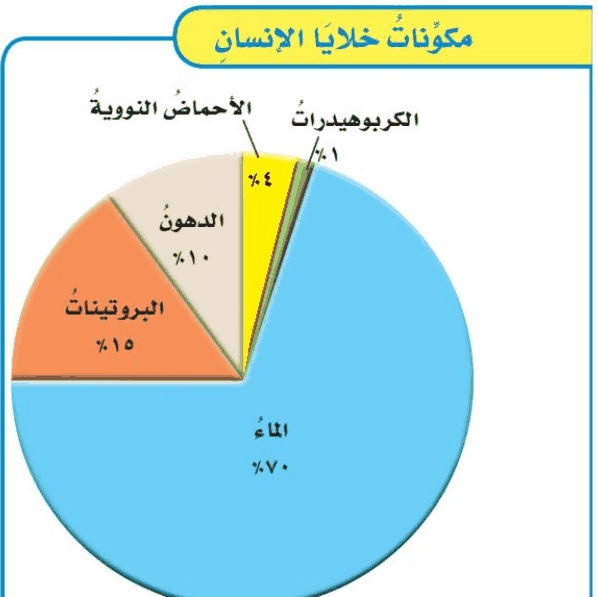 مكوِّناتُ خلايَا الإنسانِ
الكربوهيدراتُ
٪١
الأحماضُ النوويةُ
٪٤
الدهونُ
٪١٠
البروتيناتُ
٪١٥
الماءُ
٪٧٠